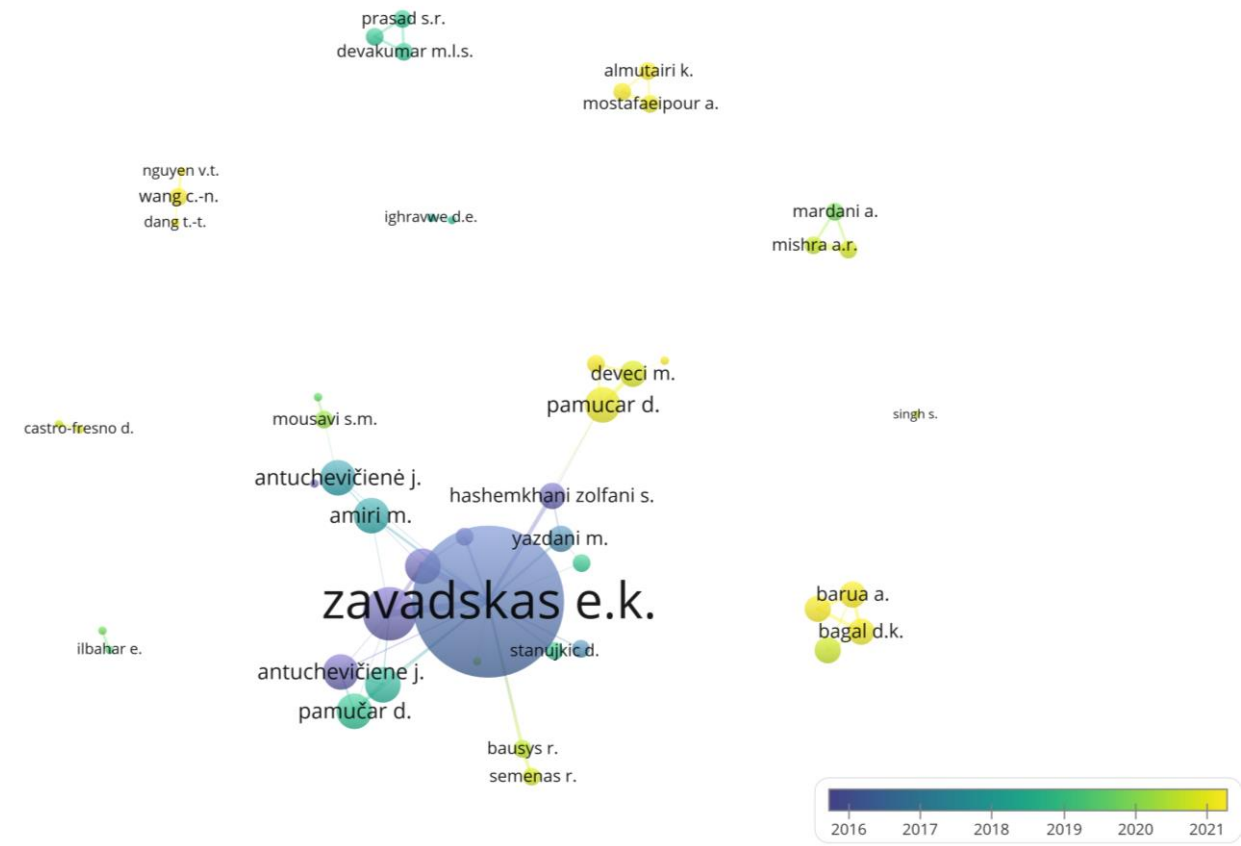 prasad s.r.
devakumar m.l.s.
almutairi k.
mostafaeipour a.
nguyen v.t.
wang c.-n.
dang t.-t.
ighravwe d.e.
mardani a.
mishra a.r.
deveci m.
pamucar d.
mousavi s.m.
castro-fresno d.
singh s.
antuchevičienė j.
hashemkhani zolfani s.
amiri m.
yazdani m.
zavadskas e.k.
barua a.
bagal d.k.
ilbahar e.
stanujkic d.
antuchevičiene j.
pamučar d.
bausys r.
semenas r.
2016 2017 2018 2019 2020 2021